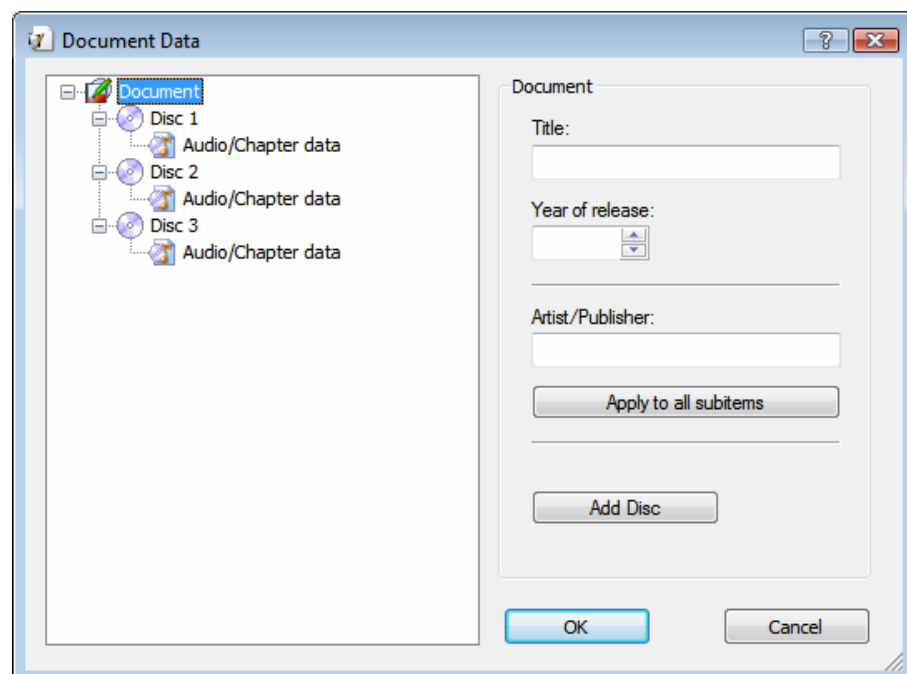 Document Data
Document
Disc 1
Audio/Chapter data
Disc 2
Audio/Chapter data
Disc 3
Audio/Chapter data
Document
Title:
Year of release:
Artist/Publisher:
Apply to all subitems
Add Disc
OK
Cancel